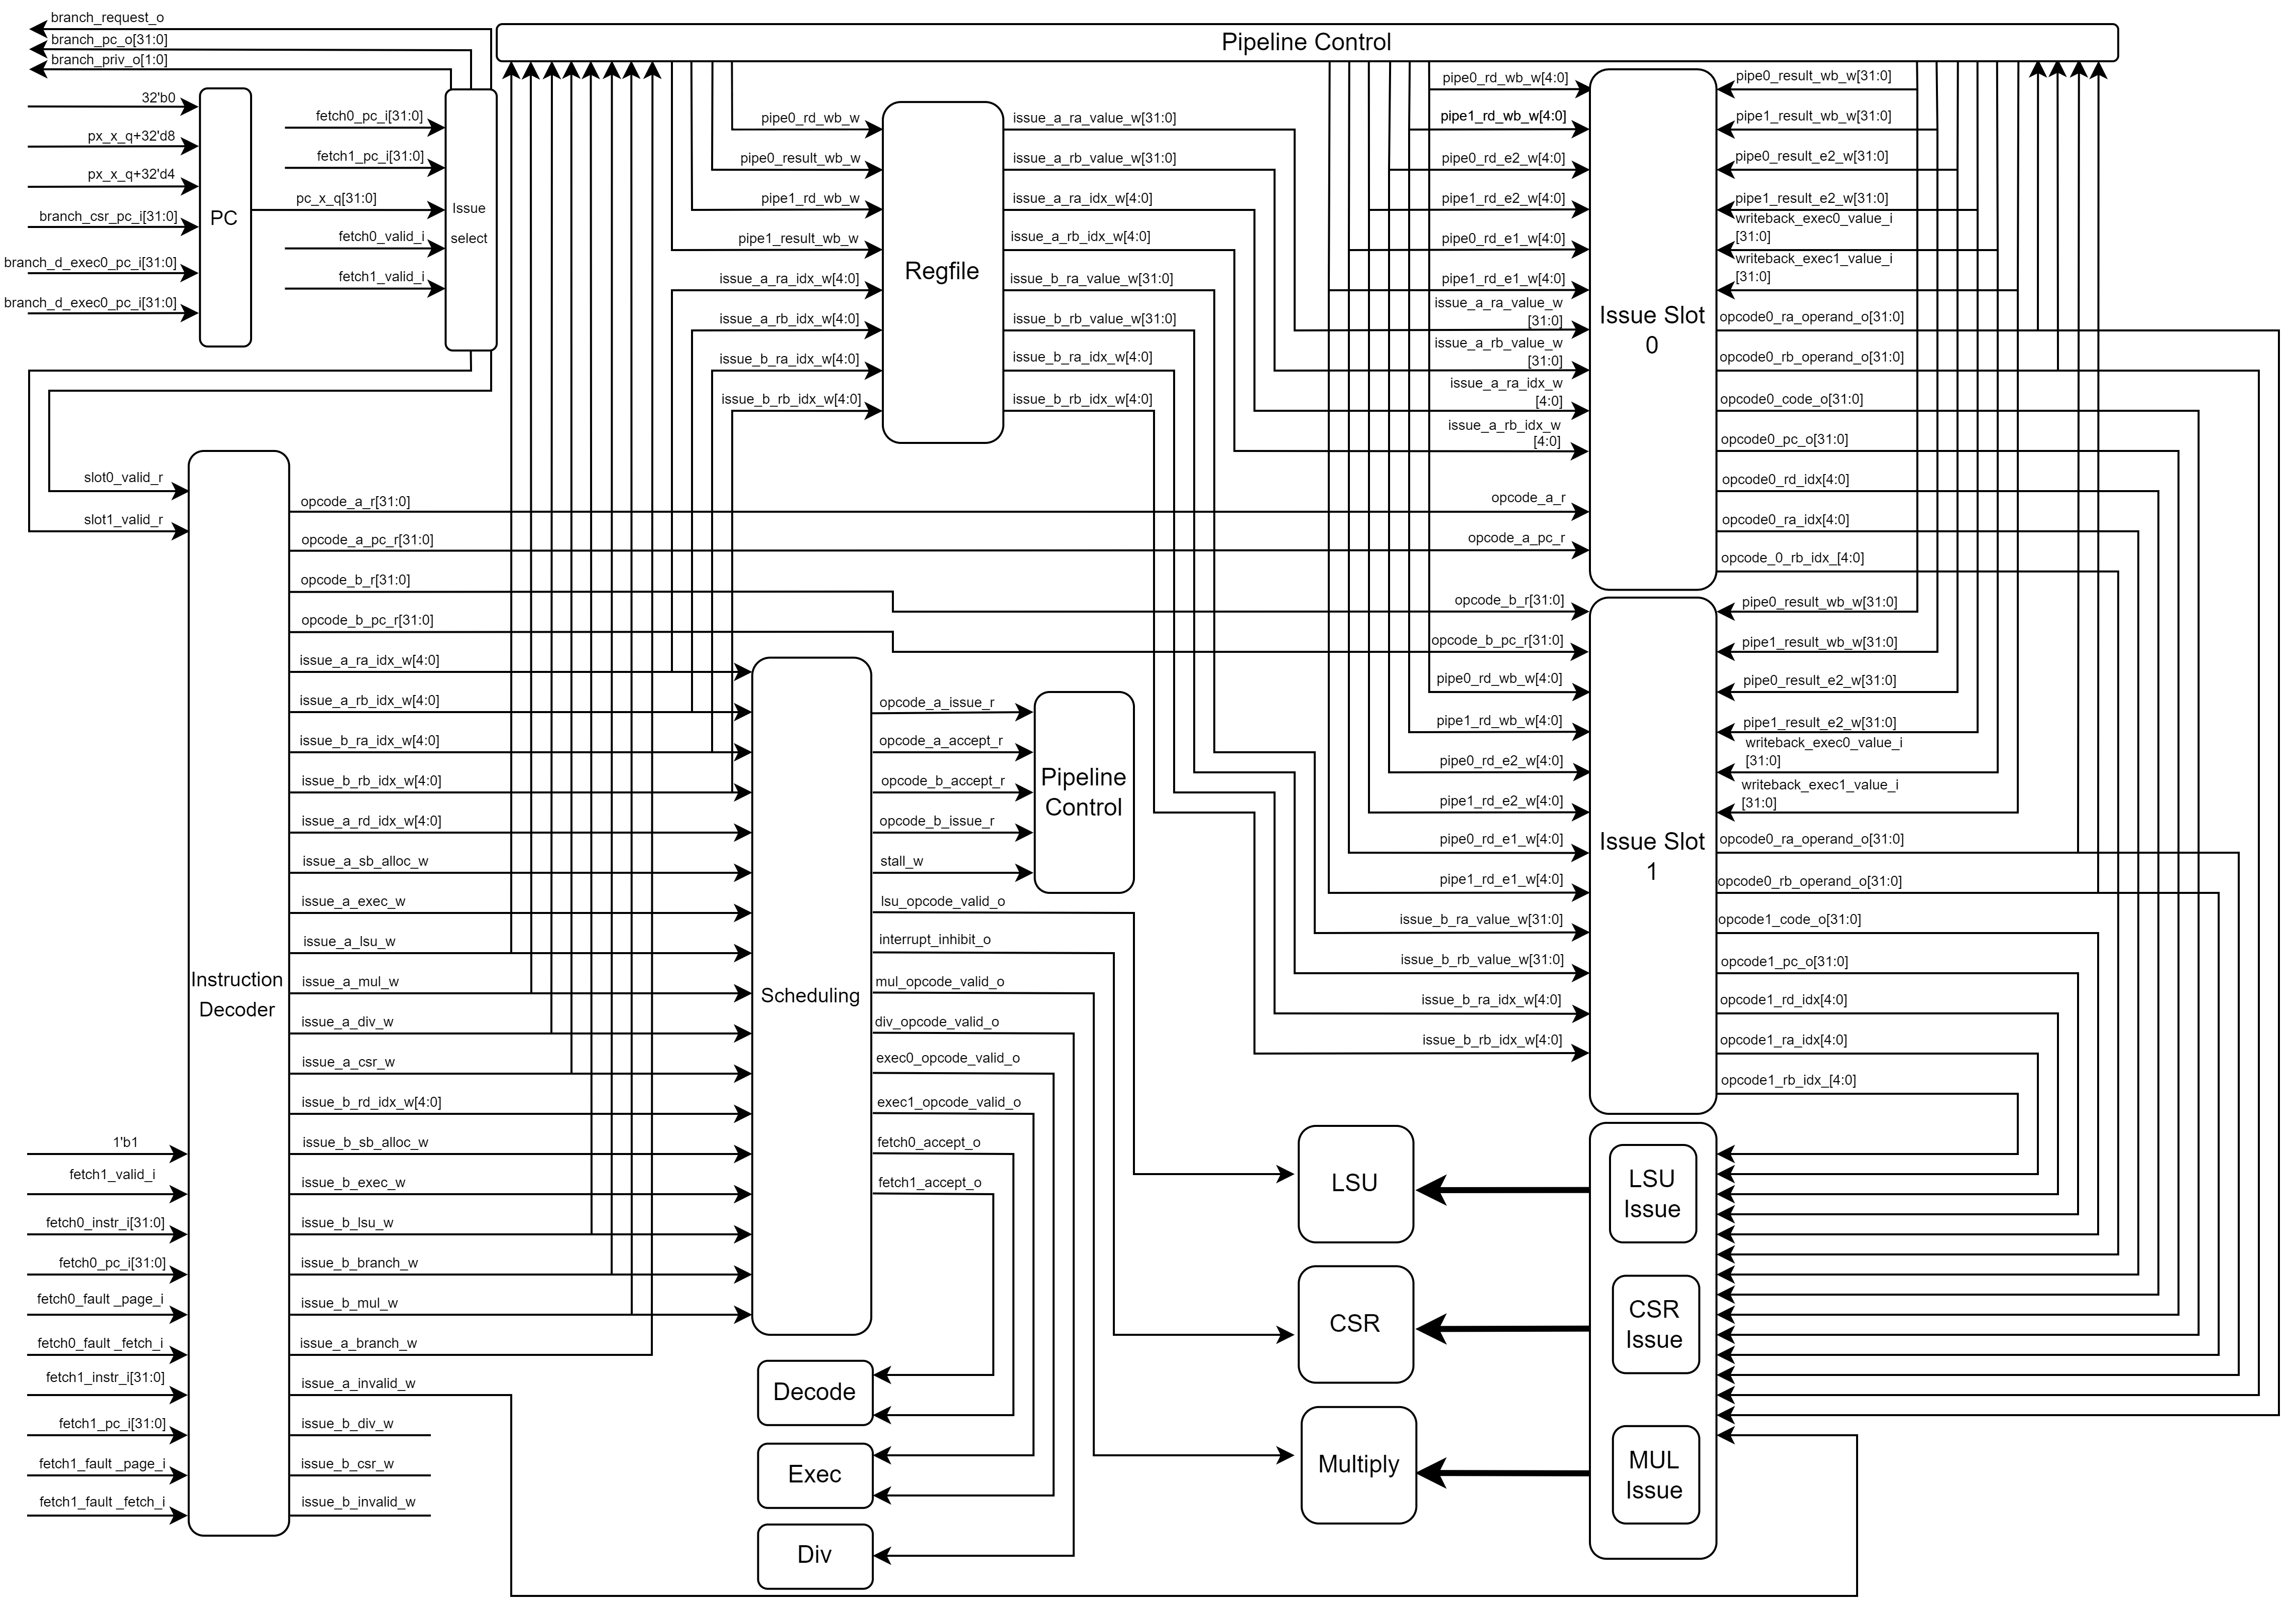 branch_request_o
branch_pc_o[31:0]
branch_priv_o[1:0]
Pipeline Control
32'b0
px_x_q+32'd8
px_x_q+32'd4
branch_csr_pc_i[31:0]
branch_d_exec0_pc_i[31:0]
branch_d_exec0_pc_i[31:0]
PC
pc_x_q[31:0]
fetch0_pc_i[31:0]
fetch1_pc_i[31:0]
fetch0_valid_i
fetch1_valid_i
Issue
select
pipe0_rd_wb_w
pipe0_result_wb_w
pipe1_rd_wb_w
pipe1_result_wb_w
issue_a_ra_idx_w[4:0]
issue_a_rb_idx_w[4:0]
issue_b_ra_idx_w[4:0]
issue_b_rb_idx_w[4:0]
Regfile
issue_a_ra_value_w[31:0]
issue_a_rb_value_w[31:0]
issue_a_ra_idx_w[4:0]
issue_a_rb_idx_w[4:0]
issue_b_ra_value_w[31:0]
issue_b_rb_value_w[31:0]
issue_b_ra_idx_w[4:0]
issue_b_rb_idx_w[4:0]
pipe0_rd_wb_w[4:0]
pipe1_rd_wb_w[4:0]
pipe0_rd_e2_w[4:0]
pipe1_rd_e2_w[4:0]
pipe0_rd_e1_w[4:0]
pipe1_rd_e1_w[4:0]
issue_a_ra_value_w
[31:0]
issue_a_rb_value_w
[31:0]
issue_a_ra_idx_w
[4:0]
issue_a_rb_idx_w
[4:0]
opcode_a_r
opcode_a_pc_r
Issue Slot
0
pipe0_result_wb_w[31:0]
pipe1_result_wb_w[31:0]
pipe0_result_e2_w[31:0]
pipe1_result_e2_w[31:0]
writeback_exec0_value_i
[31:0]
writeback_exec1_value_i
[31:0]
opcode0_ra_operand_o[31:0]
opcode0_rb_operand_o[31:0]
opcode0_code_o[31:0]
opcode0_pc_o[31:0]
opcode0_rd_idx[4:0]
opcode0_ra_idx[4:0]
opcode_0_rb_idx_[4:0]
slot0_valid_r
slot1_valid_r
1'b1
fetch1_valid_i
fetch0_instr_i[31:0]
fetch0_pc_i[31:0]
fetch0_fault _page_i
fetch0_fault _fetch_i
fetch1_instr_i[31:0]
fetch1_pc_i[31:0]
fetch1_fault _page_i
fetch1_fault _fetch_i
Instruction
Decoder
opcode_a_r[31:0]
opcode_a_pc_r[31:0]
opcode_b_r[31:0]
opcode_b_pc_r[31:0]
issue_a_ra_idx_w[4:0]
issue_a_rb_idx_w[4:0]
issue_b_ra_idx_w[4:0]
issue_b_rb_idx_w[4:0]
issue_a_rd_idx_w[4:0]
issue_a_sb_alloc_w
issue_a_exec_w
issue_a_lsu_w
issue_a_mul_w
issue_a_div_w
issue_a_csr_w
issue_b_rd_idx_w[4:0]
issue_b_sb_alloc_w
issue_b_exec_w
issue_b_lsu_w
issue_b_branch_w
issue_b_mul_w
issue_a_branch_w
issue_a_invalid_w
issue_b_div_w
issue_b_csr_w
issue_b_invalid_w
Scheduling
opcode_a_issue_r
opcode_a_accept_r
opcode_b_accept_r
opcode_b_issue_r
stall_w
lsu_opcode_valid_o
interrupt_inhibit_o
mul_opcode_valid_o
div_opcode_valid_o
exec0_opcode_valid_o
exec1_opcode_valid_o
fetch0_accept_o
fetch1_accept_o
Pipeline
Control
Decode
Exec
Div
opcode_b_r[31:0]
opcode_b_pc_r[31:0]
pipe0_rd_wb_w[4:0]
pipe1_rd_wb_w[4:0]
pipe0_rd_e2_w[4:0]
pipe1_rd_e2_w[4:0]
pipe0_rd_e1_w[4:0]
pipe1_rd_e1_w[4:0]
issue_b_ra_value_w[31:0]
issue_b_rb_value_w[31:0]
issue_b_ra_idx_w[4:0]
issue_b_rb_idx_w[4:0]
Issue Slot
1
pipe0_result_wb_w[31:0]
pipe1_result_wb_w[31:0]
pipe0_result_e2_w[31:0]
pipe1_result_e2_w[31:0]
writeback_exec0_value_i
[31:0]
writeback_exec1_value_i
[31:0]
opcode0_ra_operand_o[31:0]
opcode0_rb_operand_o[31:0]
opcode1_code_o[31:0]
opcode1_pc_o[31:0]
opcode1_rd_idx[4:0]
opcode1_ra_idx[4:0]
opcode1_rb_idx_[4:0]
LSU
CSR
Multiply
LSU
Issue
CSR
Issue
MUL
Issue